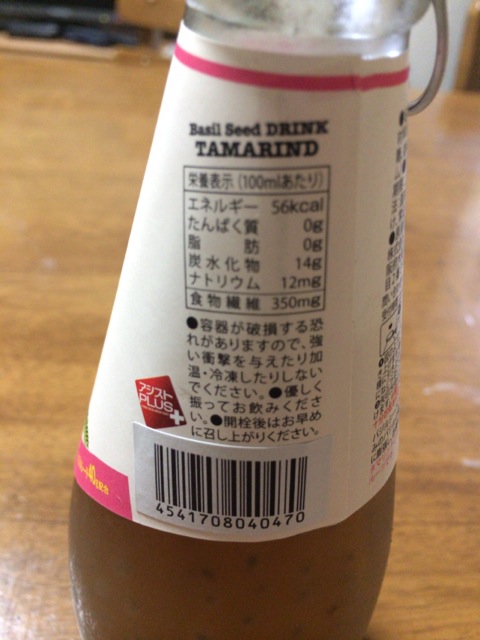 Basil Seed DRINK
TAMARIND
栄養表示(100mlあたり)
エネルギー 56kcal
たんぱく質 0g
脂肪 0g
炭水化物 14g
ナトリウム 12mg
食物繊維 350mg
●容器が破損する恐
れがありますので、強
い衝撃を与えたり加
温・冷凍したりしない
でください。●優しく
振ってお飲みくださ
い。●開栓後はお早め
に召し上がりください。
アシスト
PLUS
4541708040470